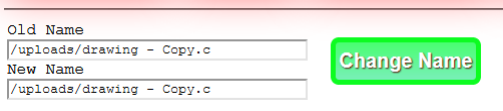 Old Name
/uploads/drawing - Copy.c
New Name
/uploads/drawing - Copy.c
Change Name